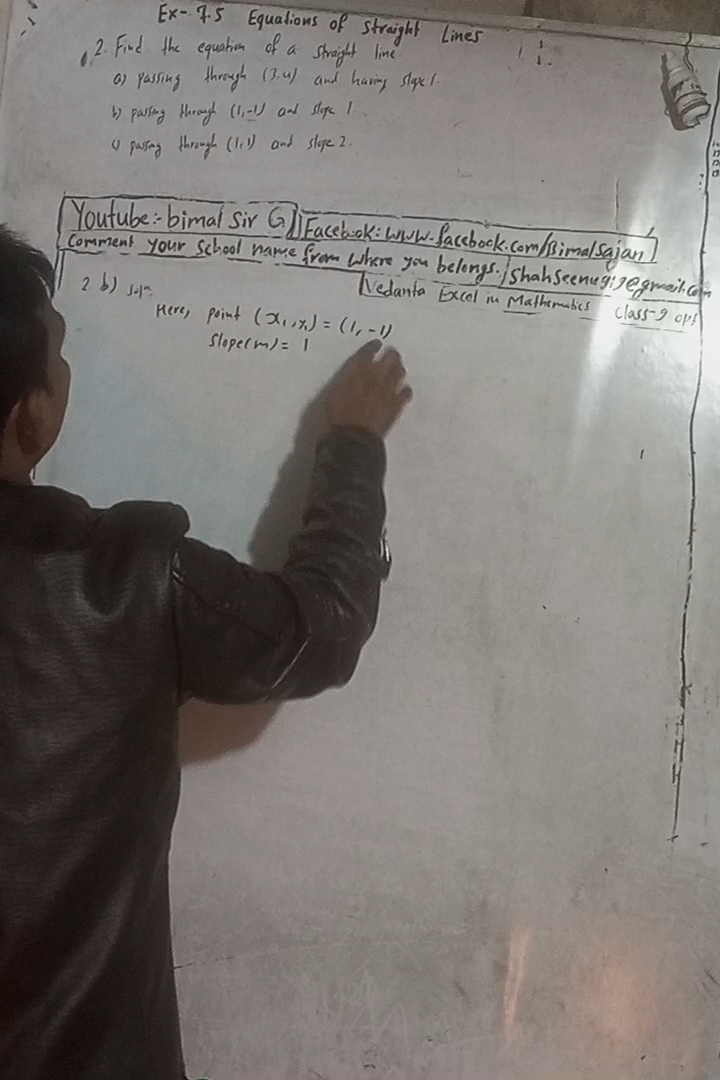 Ex- 7.5 Equations of Straight Lines
2. Find the equation of a straight line.
a) passing through (3,4) and having slope 1.
b) passing through (1,-1) and slope 1.
c) passing through (1,1) and slope 2.
Youtube:- bimal Sir G Facebook: www.facebook.com/Bimalsajan
Comment your School name from where you belongs.
Vedanta Excel in Mathematics Class-9 opt
2 b) Solⁿ
Here, point (x₁,y₁) = (1,-1)
Slope(m) = 1